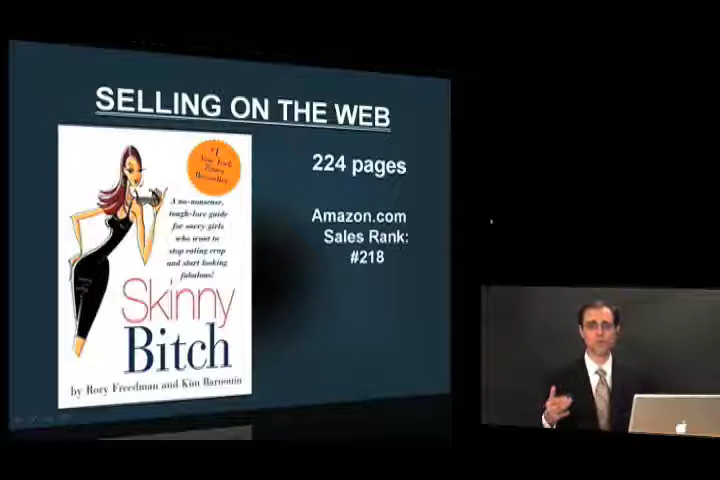 SELLING ON THE WEB
224 pages
Amazon.com
Sales Rank:
#218
#1
New York
Times
Bestseller
A no-nonsense,
tough-love guide
for savvy girls
who want to
stop eating crap
and start looking
fabulous!
Skinny
Bitch
by Rory Freedman and Kim Barnouin